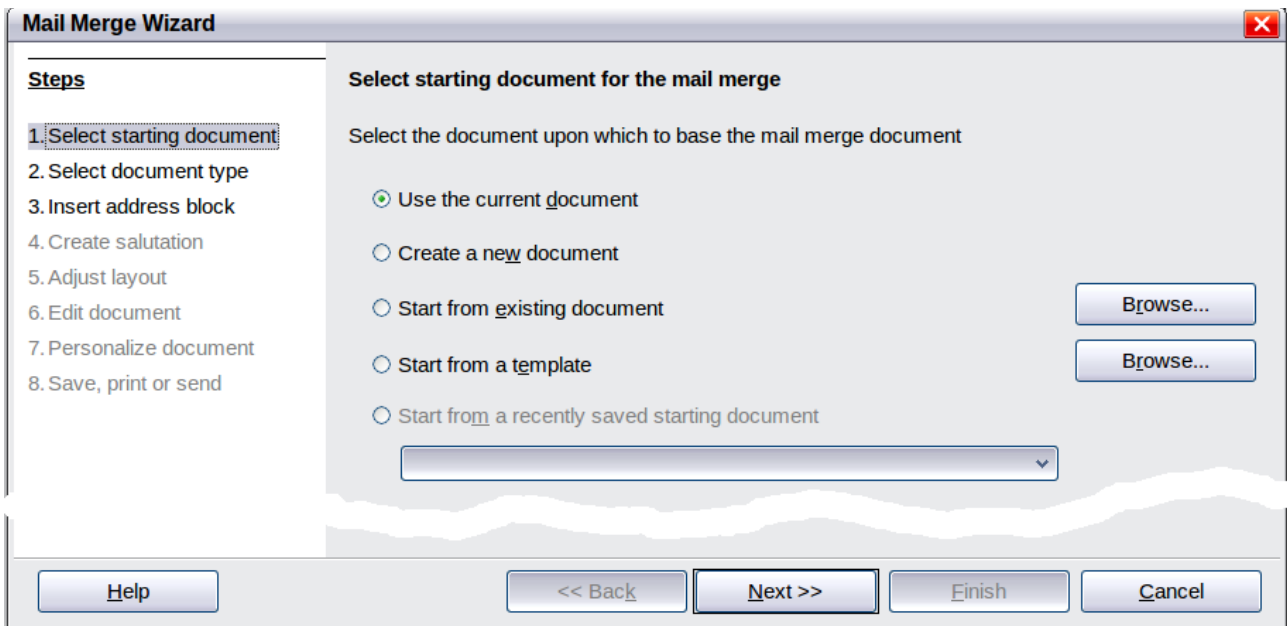 Mail Merge Wizard
Steps
1. Select starting document
2. Select document type
3. Insert address block
4. Create salutation
5. Adjust layout
6. Edit document
7. Personalize document
8. Save, print or send
Select starting document for the mail merge
Select the document upon which to base the mail merge document
Use the current document
Create a new document
Start from existing document
Browse...
Start from a template
Browse...
Start from a recently saved starting document
Help
<< Back
Next >>
Finish
Cancel